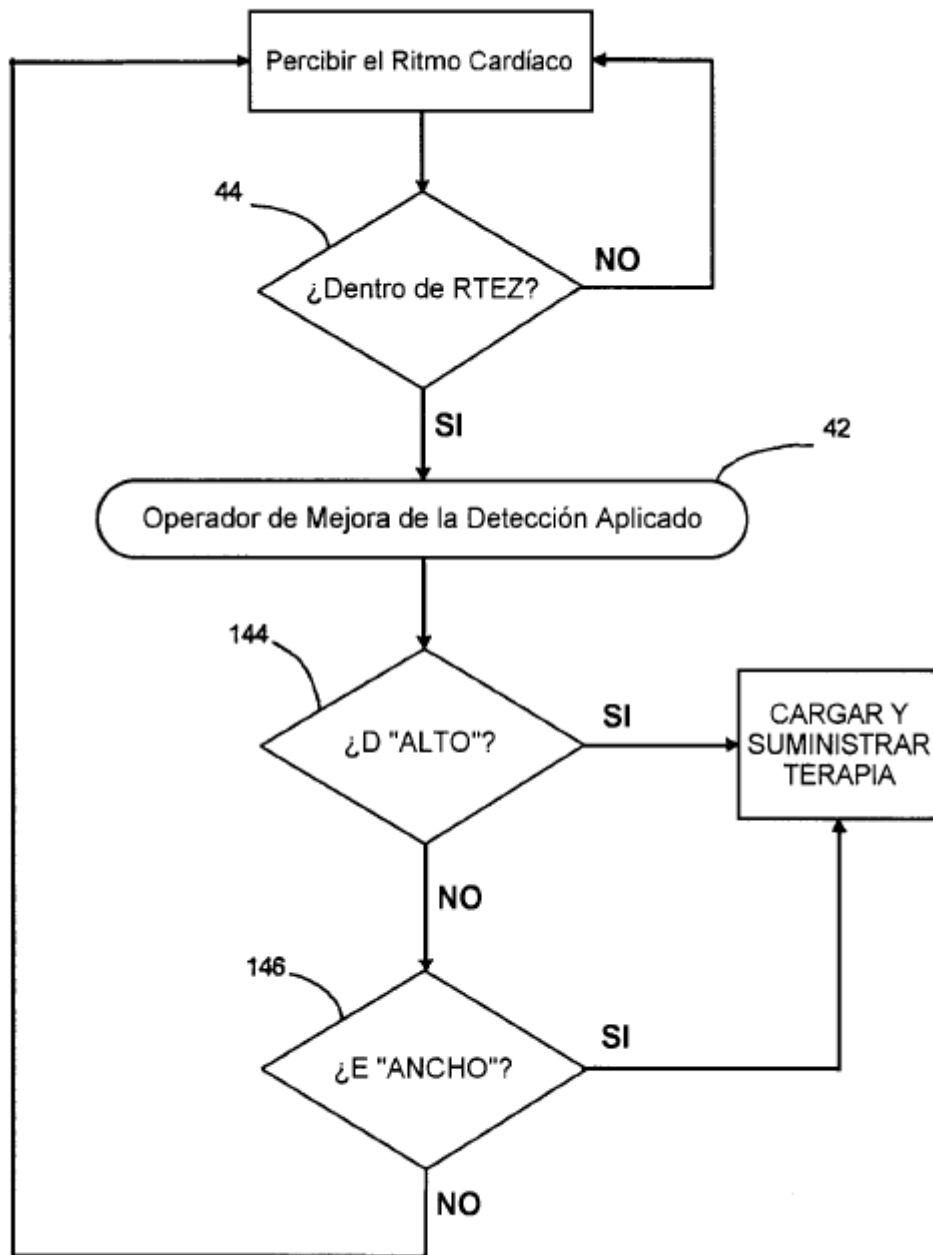 Percibir el Ritmo Cardíaco
44
¿Dentro de RTEZ?
NO
SI
42
Operador de Mejora de la Detección Aplicado
144
¿D "ALTO"?
SI
CARGAR Y
SUMINISTRAR
TERAPIA
NO
146
¿E "ANCHO"?
SI
NO